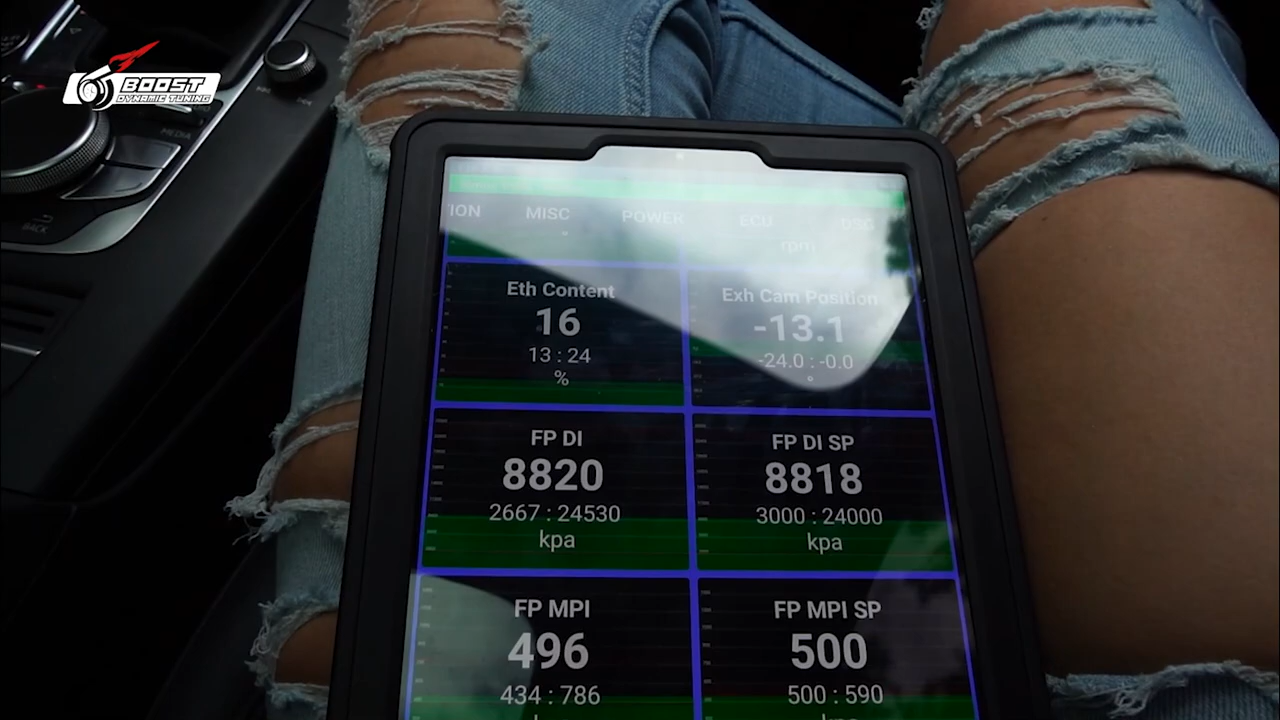 BOOST
DYNAMIC TUNING
MEDIA
BACK
ION MISC POWER ECU DSG
rpm
Eth Content
16
13 : 24
%
Exh Cam Position
-13.1
-24.0 : -0.0
°
FP DI
8820
2667 : 24530
kpa
FP DI SP
8818
3000 : 24000
kpa
FP MPI
496
434 : 786
FP MPI SP
500
500 : 590